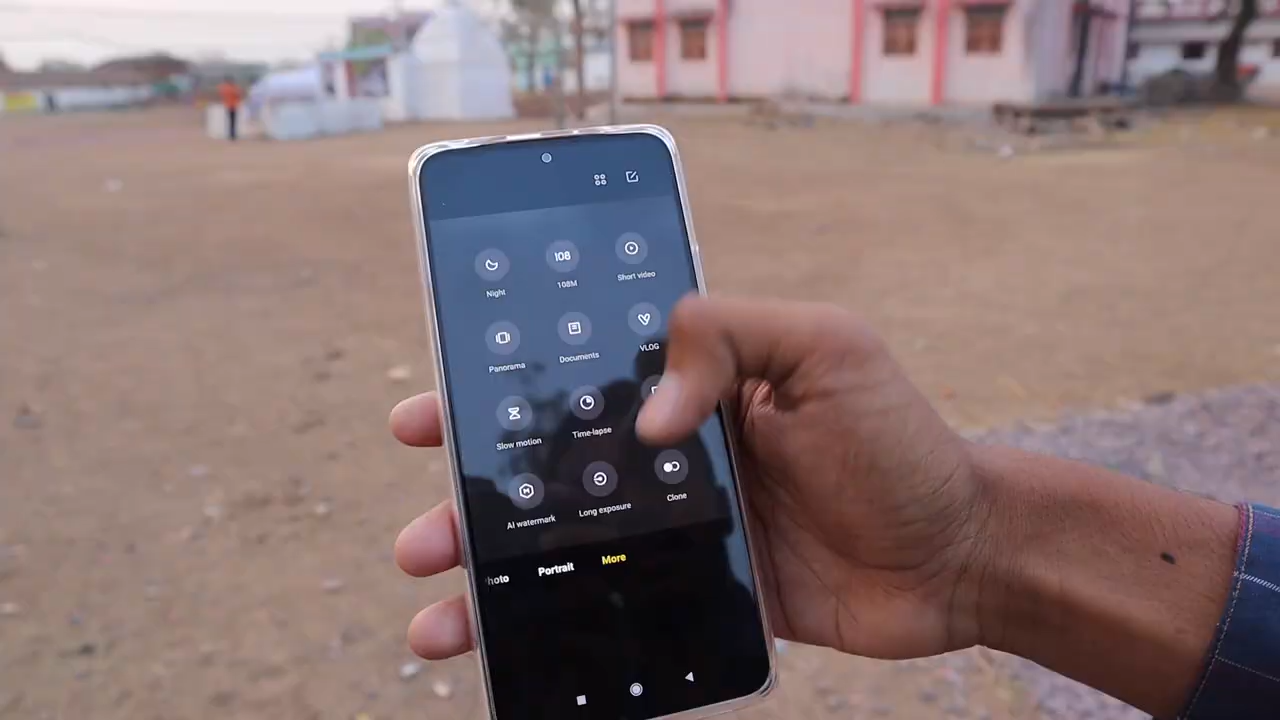 Night
108
108M
Short video
Panorama
Documents
VLOG
Slow motion
Time-lapse
AI watermark
Long exposure
Clone
hoto
Portrait
More